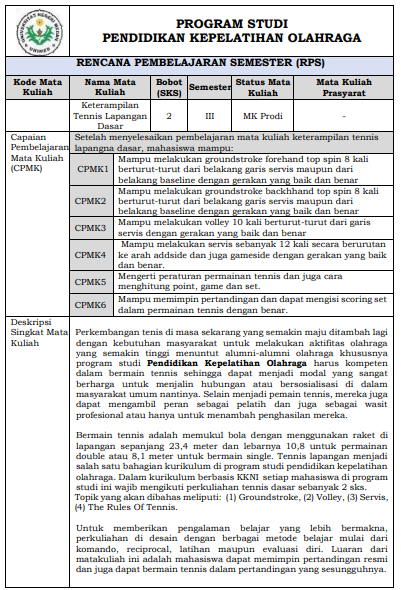 PROGRAM STUDI
PENDIDIKAN KEPELATIHAN OLAHRAGA
RENCANA PEMBELAJARAN SEMESTER (RPS)
Kode Mata Kuliah
Nama Mata Kuliah
Bobot (SKS)
Semester
Status Mata Kuliah
Mata Kuliah Prasyarat
Keterampilan Tennis Lapangan Dasar
2
III
MK Prodi
-
Capaian Pembelajaran Mata Kuliah (CPMK)
Setelah menyelesaikan pembelajaran mata kuliah keterampilan tennis
lapangna dasar, mahasiswa mampu:
CPMK1
Mampu melakukan groundstroke forehand top spin 8 kali
berturut-turut dari belakang garis servis maupun dari
belakang baseline dengan gerakan yang baik dan benar
CPMK2
Mampu melakukan groundstroke backhhand top spin 8 kali
berturut-turut dari belakang garis servis maupun dari
belakang baseline dengan gerakan yang baik dan benar
CPMK3
Mampu melakukan volley 10 kali berturut-turut dari garis
servis dengan gerakan yang baik dan benar
CPMK4
Mampu melakukan servis sebanyak 12 kali secara berurutan
ke arah addside dan juga gameside dengan gerakan yang baik
dan benar.
CPMK5
Mengerti peraturan permainan tennis dan juga cara
menghitung point, game dan set.
CPMK6
Mampu memimpin pertandingan dan dapat mengisi scoring set
dalam permainan tennis dengan benar.
Deskripsi Singkat Mata Kuliah
Perkembangan tenis di masa sekarang yang semakin maju ditambah lagi
dengan kebutuhan masyarakat untuk melakukan aktifitas olahraga
yang semakin tinggi menuntut alumni-alumni olahraga khususnya
program studi Pendidikan Kepelatihan Olahraga harus kompeten
dalam bermain tennis sehingga dapat menjadi modal yang sangat
berharga untuk menjalin hubungan atau bersosialisasi di dalam
masyarakat umum nantinya. Selain menjadi pemain tennis, mereka juga
dapat mengambil peran sebagai pelatih dan juga sebagai wasit
profesional atau hanya untuk menambah penghasilan mereka.
Bermain tennis adalah memukul bola dengan menggunakan raket di
lapangan sepanjang 23,4 meter dan lebarnya 10,8 untuk permainan
double atau 8,1 meter untuk bermain single. Tennis lapangan menjadi
salah satu bahagian kurikulum di program studi pendidikan kepelatihan
olahraga. Dalam kurikulum berbasis KKNI setiap mahasiswa di program
studi ini wajib mengikuti perkuliahan tennis dasar sebanyak 2 sks.
Topik yang akan dibahas meliputi: (1) Groundstroke, (2) Volley, (3) Servis,
(4) The Rules Of Tennis.
Untuk memberikan pengalaman belajar yang lebih bermakna,
perkuliahan di desain dengan berbagai metode belajar mulai dari
komando, reciprocal, latihan maupun evaluasi diri. Luaran dari
matakuliah ini adalah mahasiswa dapat memimpin pertandingan resmi
dan juga dapat bermain tennis dalam pertandingan yang sesungguhnya.